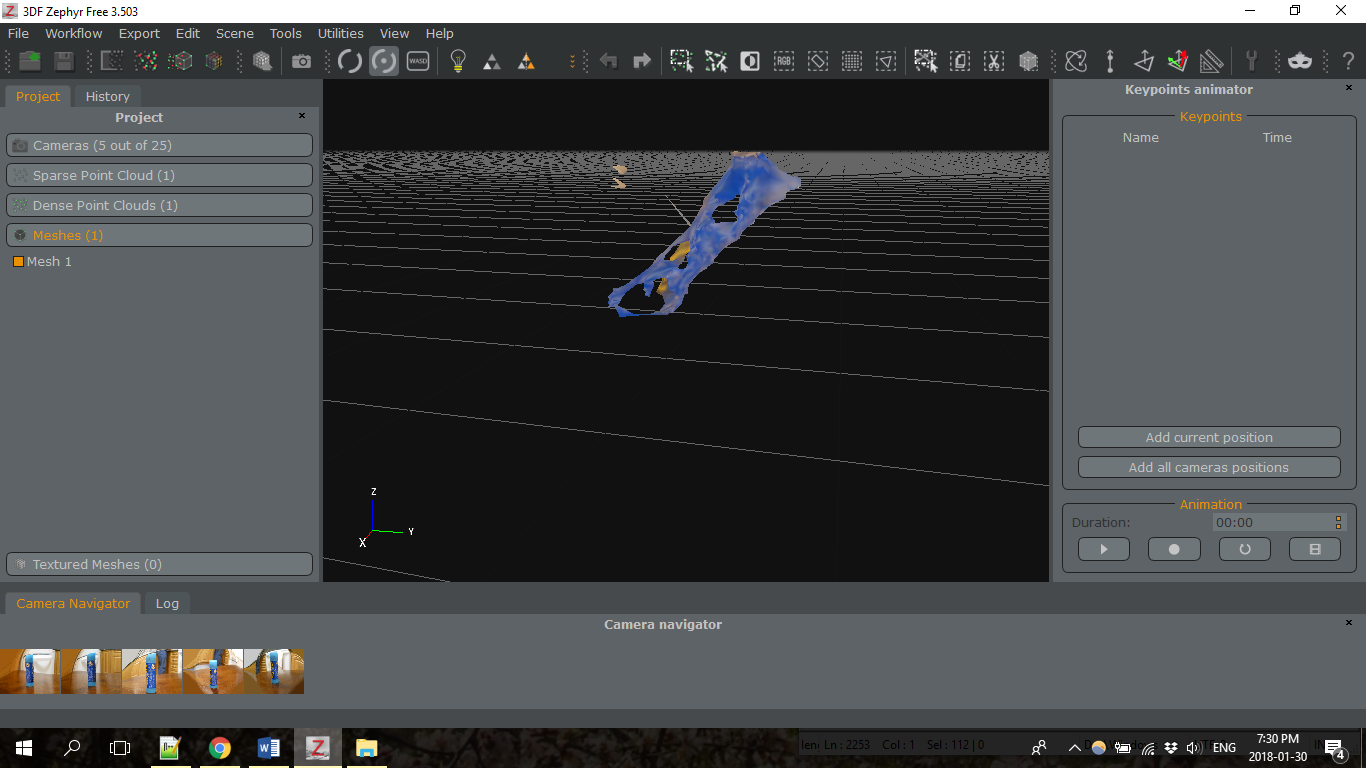 3DF Zephyr Free 3.503
File Workflow Export Edit Scene Tools Utilities View Help
WASD RGB RGB ?
Project History
Project
Cameras (5 out of 25)
Sparse Point Cloud (1)
Dense Point Clouds (1)
Meshes (1)
Mesh 1
Textured Meshes (0)
Z
Y
X
Keypoints animator
Keypoints
Name Time
Add current position
Add all cameras positions
Animation
Duration: 00:00
Camera Navigator Log
Camera navigator
Ln : 2253 Col : 1 Sel : 112 | 0
ENG
7:30 PM
2018-01-30
4